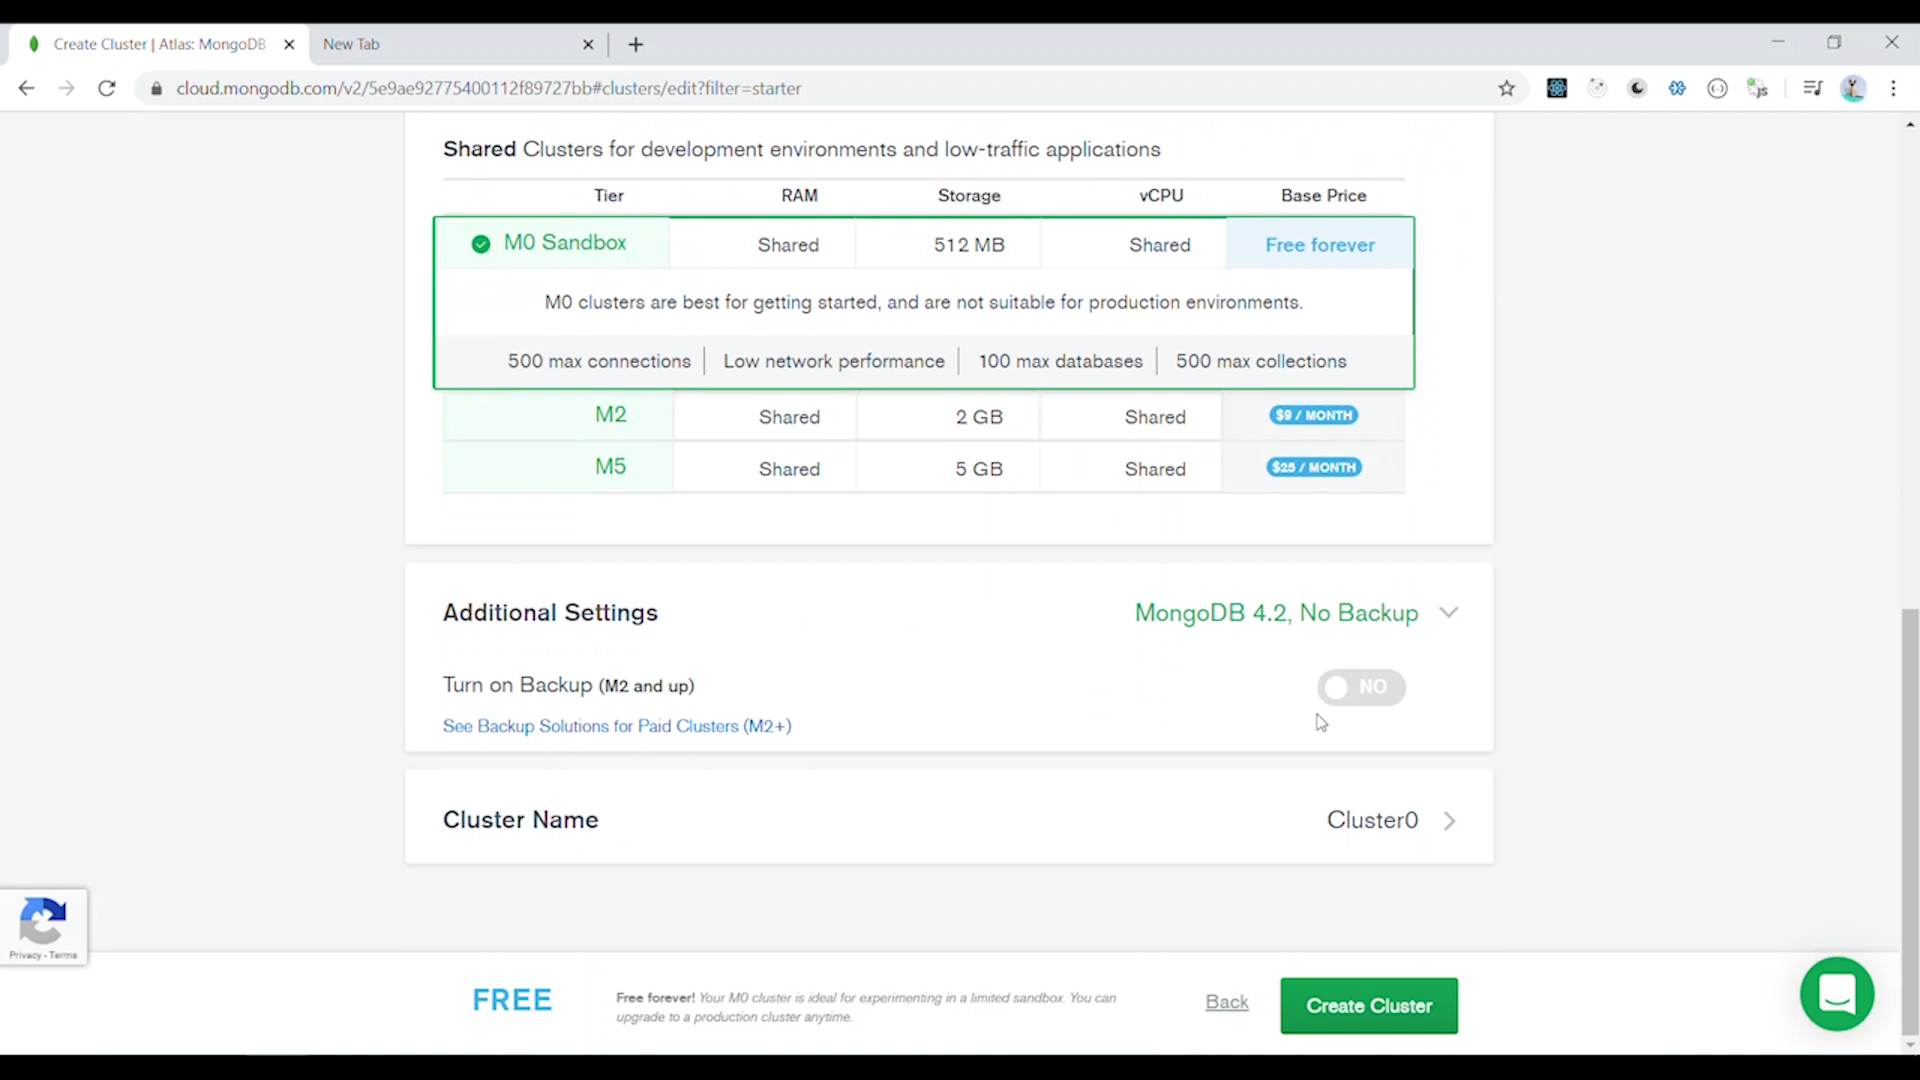 Create Cluster | Atlas: MongoDB
New Tab
cloud.mongodb.com/v2/5e9ae92775400112f89727bb#clusters/edit?filter=starter
Shared Clusters for development environments and low-traffic applications
Tier RAM Storage vCPU Base Price
M0 Sandbox Shared 512 MB Shared Free forever
M0 clusters are best for getting started, and are not suitable for production environments.
500 max connections Low network performance 100 max databases 500 max collections
M2 Shared 2 GB Shared $9 / MONTH
M5 Shared 5 GB Shared $25 / MONTH
Additional Settings MongoDB 4.2, No Backup
Turn on Backup (M2 and up) NO
See Backup Solutions for Paid Clusters (M2+)
Cluster Name Cluster0
Privacy - Terms
FREE
Free forever! Your M0 cluster is ideal for experimenting in a limited sandbox. You can
upgrade to a production cluster anytime.
Back
Create Cluster